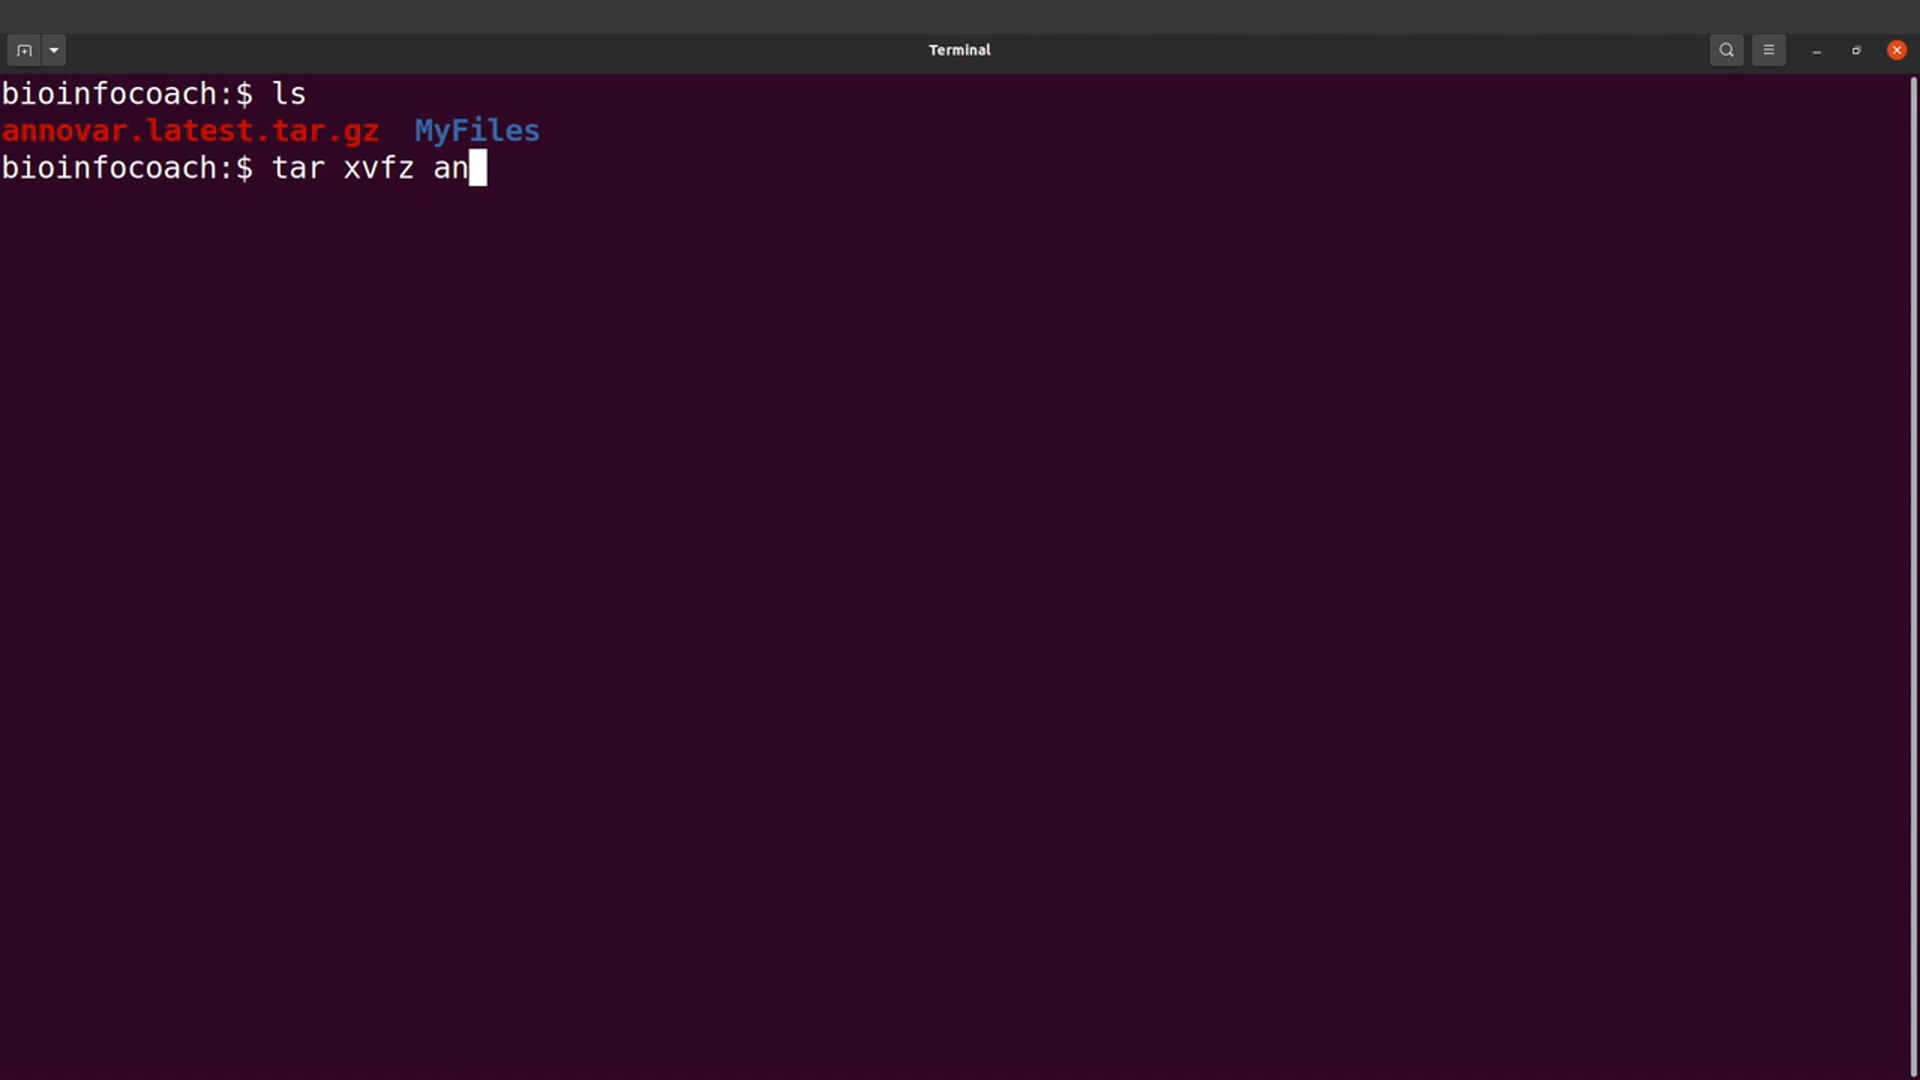 Terminal
bioinfocoach:$ ls
annovar.latest.tar.gz  MyFiles
bioinfocoach:$ tar xvfz an